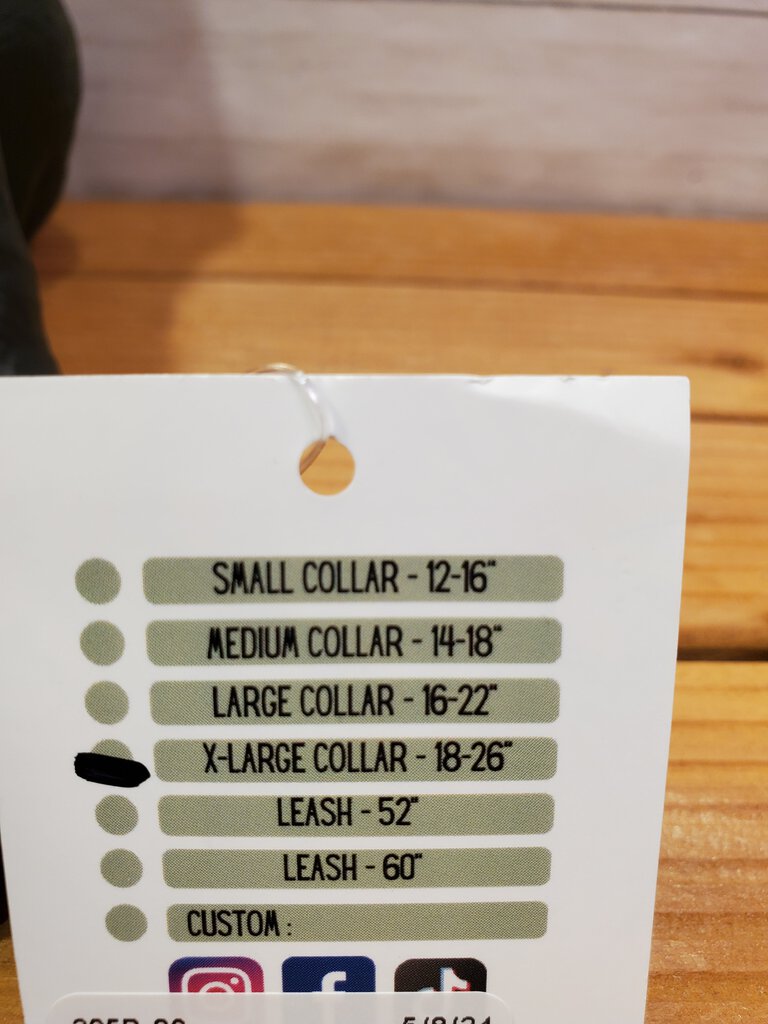 SMALL COLLAR - 12-16"
MEDIUM COLLAR - 14-18"
LARGE COLLAR - 16-22"
X-LARGE COLLAR - 18-26"
LEASH - 52"
LEASH - 60"
CUSTOM :